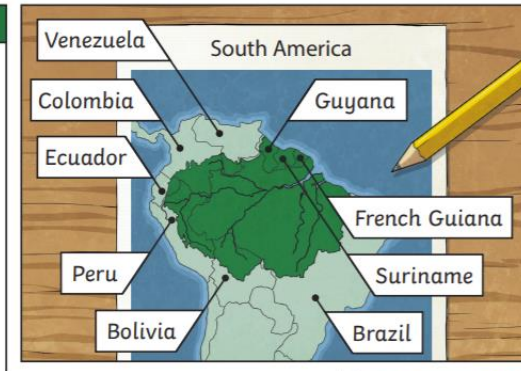 Venezuela
South America
Colombia
Guyana
Ecuador
French Guiana
Peru
Suriname
Bolivia
Brazil